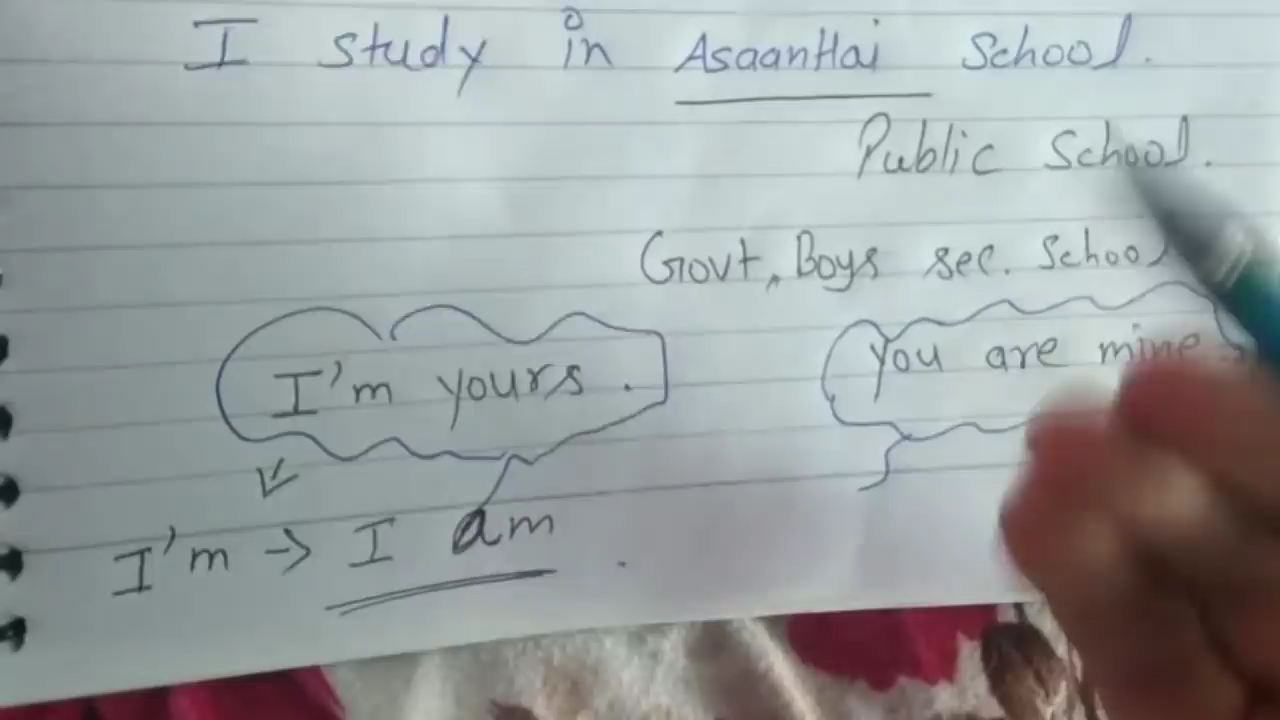 I study in AsaanHai School.
Public School.
Govt. Boys sec. School
I'm yours.
You are mine
I'm → I am